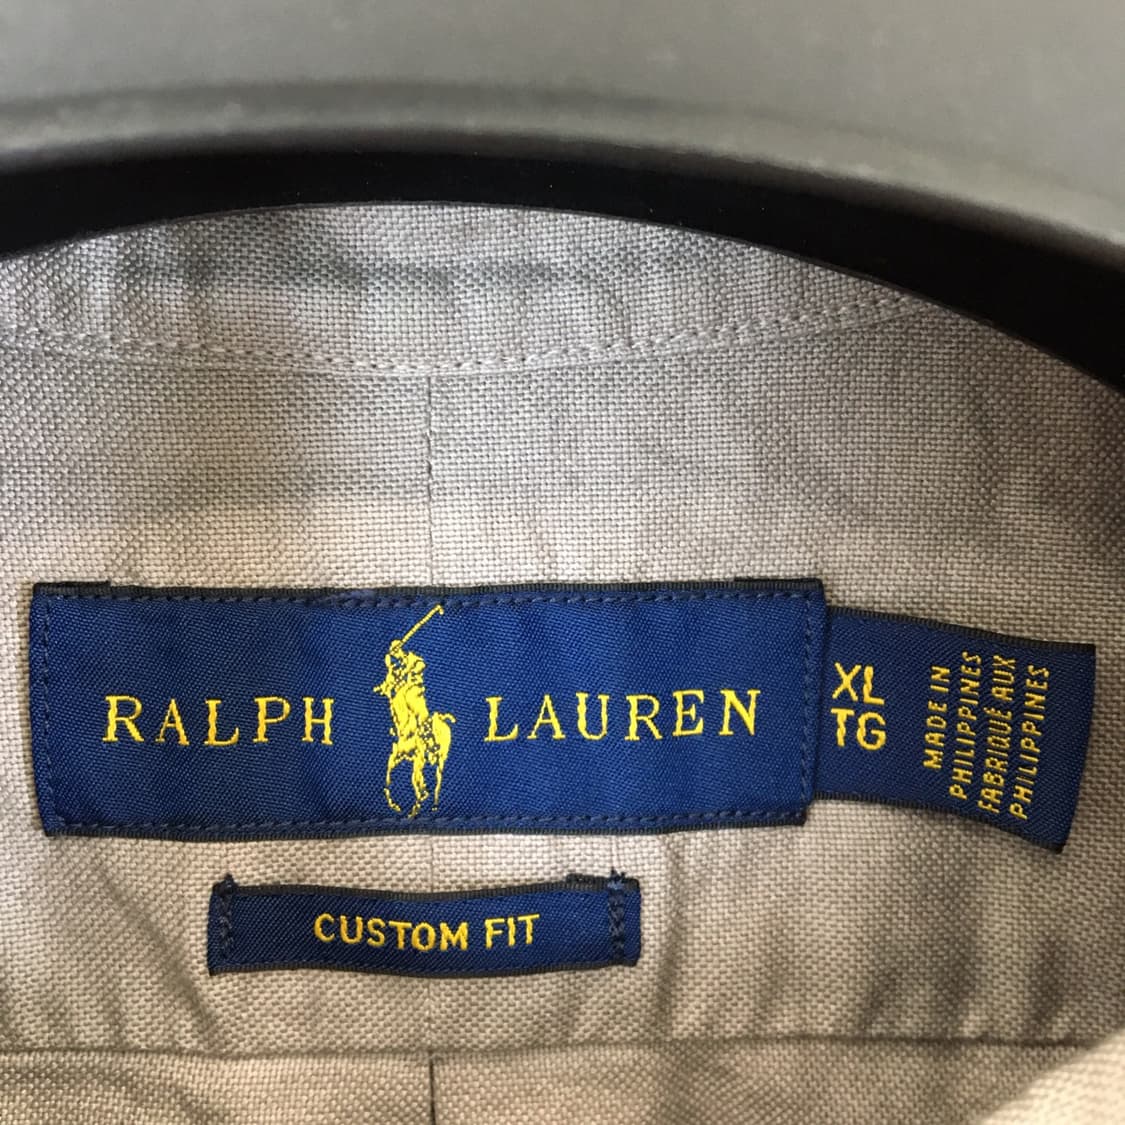 RALPH LAUREN
XL
TG
MADE IN
PHILIPPINES
FABRIQUÉ AUX
PHILIPPINES
CUSTOM FIT